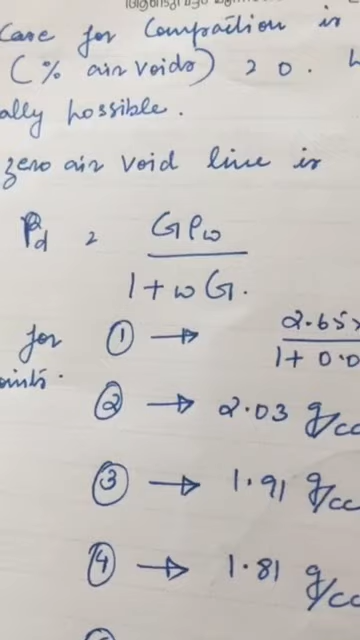 Case for Compaction is
(% air voids) = 0.
ally possible.
zero air void line is
ρd = Gρw
1 + wG.
for ① → 2.65×
1 + 0.0
oints. ② → 2.03 g/cc
③ → 1.91 g/cc
④ → 1.81 g/cc